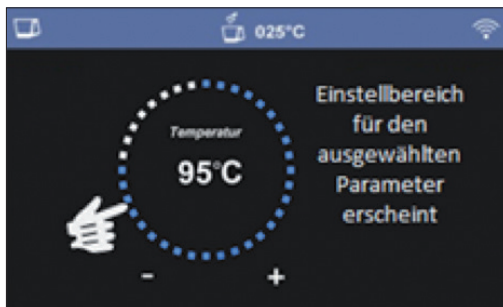 025°C
Temperatur
95°C
Einstellbereich
für den
ausgewählten
Parameter
erscheint
- +